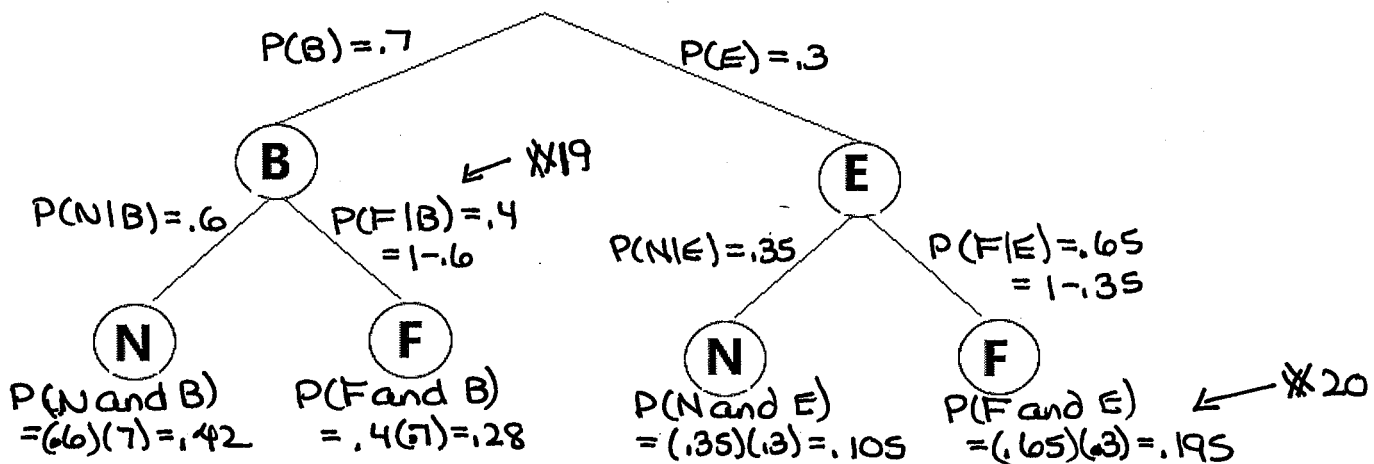 P(B)=.7
P(E)=.3
B
※19
E
P(N|B)=.6
P(F|B)=.4
=1-.6
P(N|E)=.35
P(F|E)=.65
=1-.35
N
F
N
F
P(N and B)
=(.6)(7)=.42
P(F and B)
=.4(.7)=.28
P(N and E)
=(.35)(.3)=.105
P(F and E)
=(.65)(.3)=.195
※20